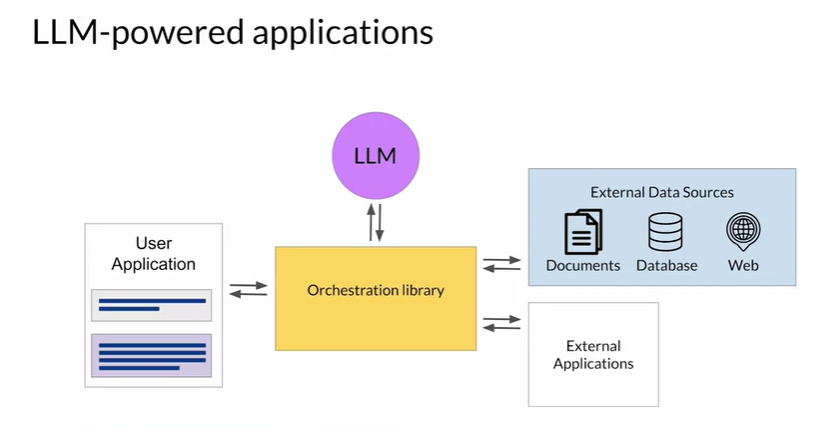 LLM-powered applications
LLM
External Data Sources
Documents Database Web
User
Application
Orchestration library
External
Applications